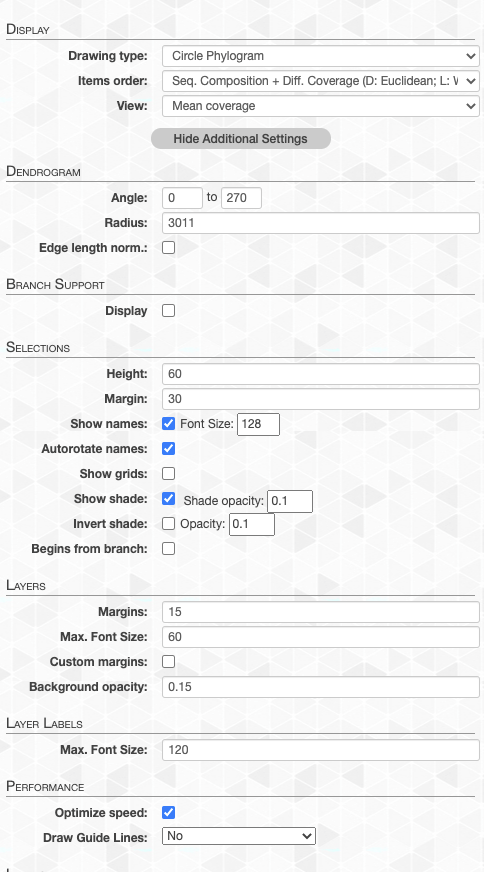 Display
Drawing type: Circle Phylogram
Items order: Seq. Composition + Diff. Coverage (D: Euclidean; L:
View: Mean coverage
Hide Additional Settings
Dendrogram
Angle: 0 to 270
Radius: 3011
Edge length norm.:
Branch Support
Display
Selections
Height: 60
Margin: 30
Show names: Font Size: 128
Autorotate names:
Show grids:
Show shade: Shade opacity: 0.1
Invert shade: Opacity: 0.1
Begins from branch:
Layers
Margins: 15
Max. Font Size: 60
Custom margins:
Background opacity: 0.15
Layer Labels
Max. Font Size: 120
Performance
Optimize speed:
Draw Guide Lines: No